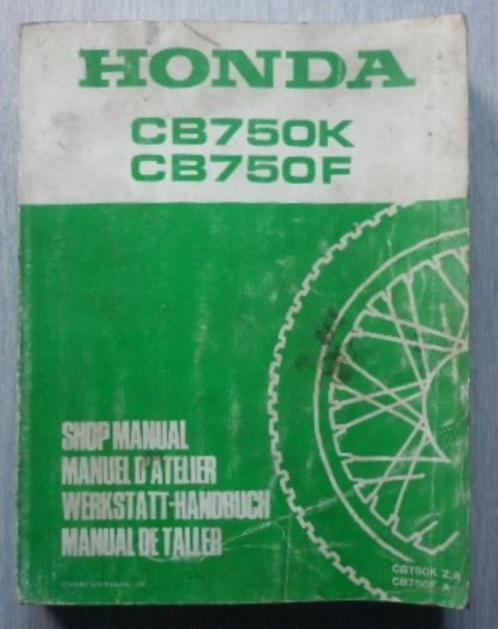 HONDA
CB750K
CB750F
SHOP MANUAL
MANUEL D'ATELIER
WERKSTATT-HANDBUCH
MANUAL DE TALLER
CB750K Z,A
CB750F-A